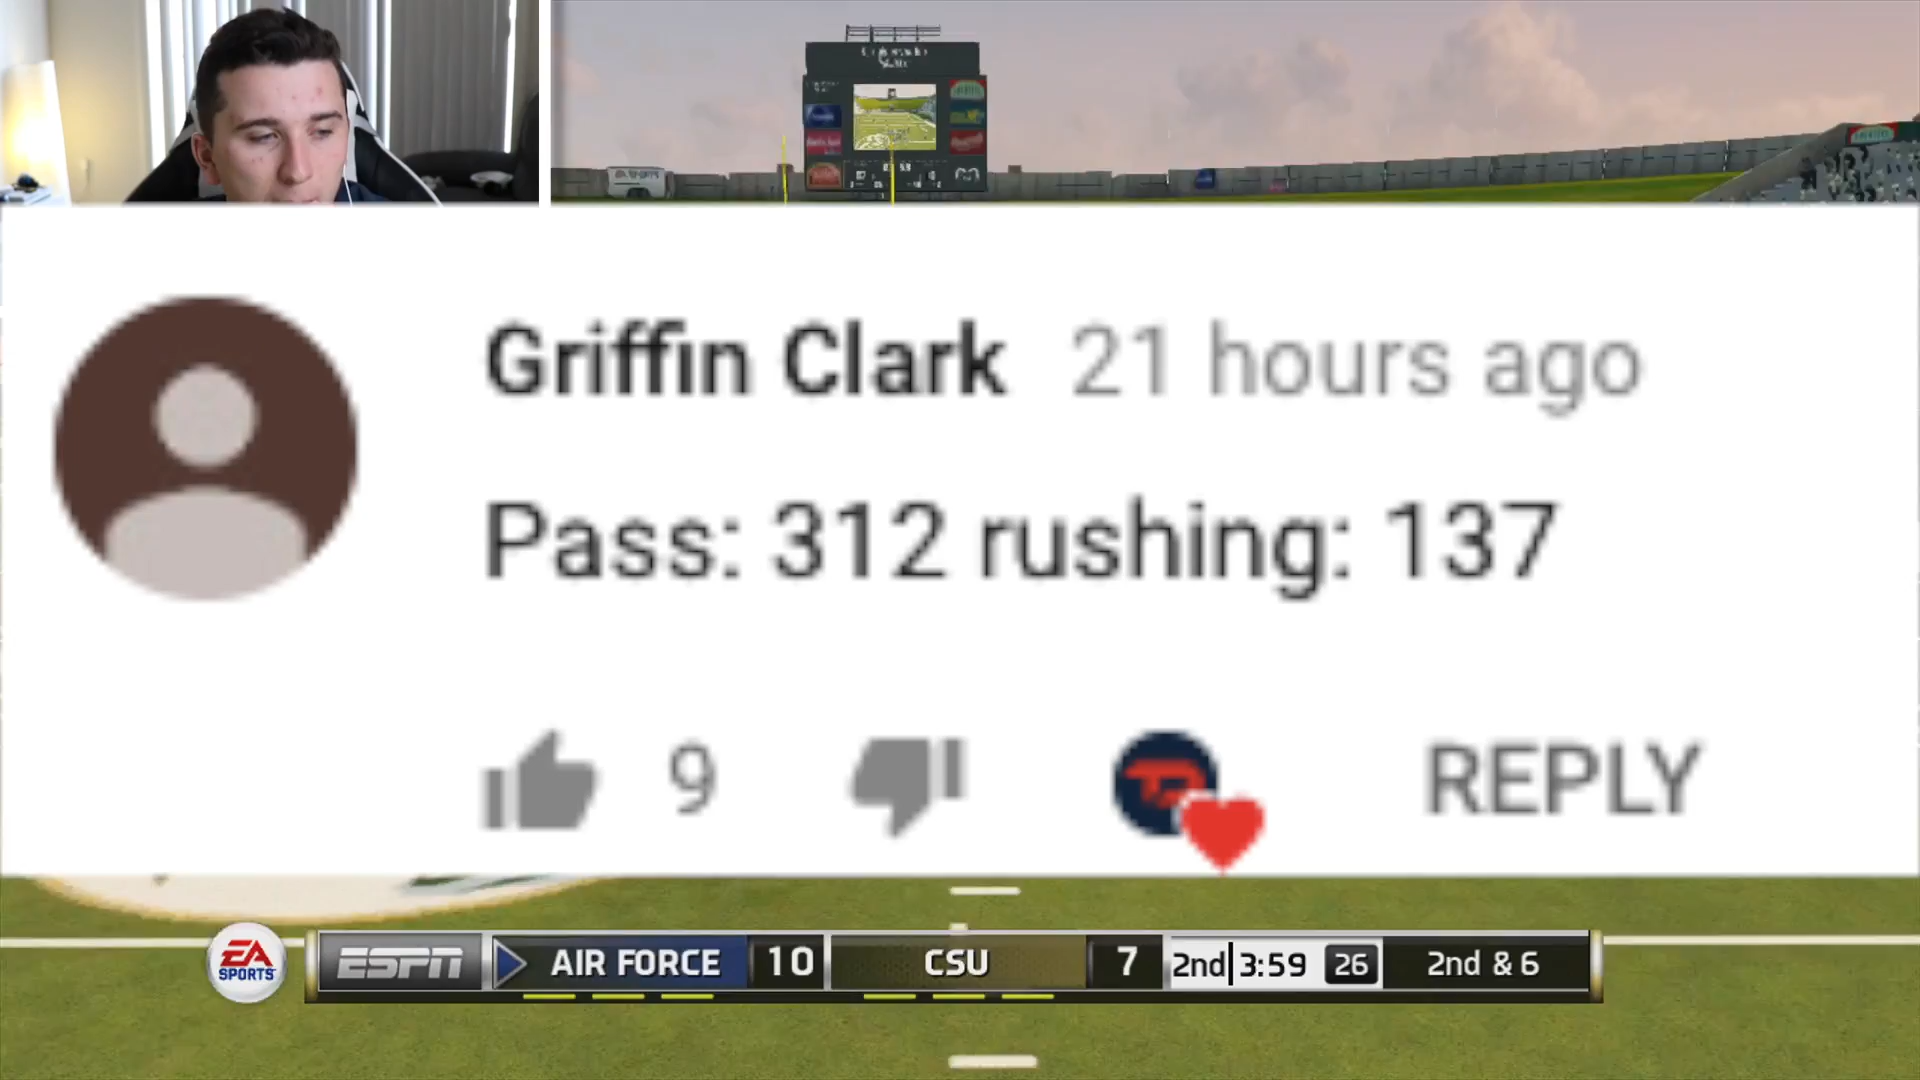 Griffin Clark 21 hours ago
Pass: 312 rushing: 137
9 REPLY
EA SPORTS ESPN AIR FORCE 10 CSU 7 2nd 3:59 26 2nd & 6